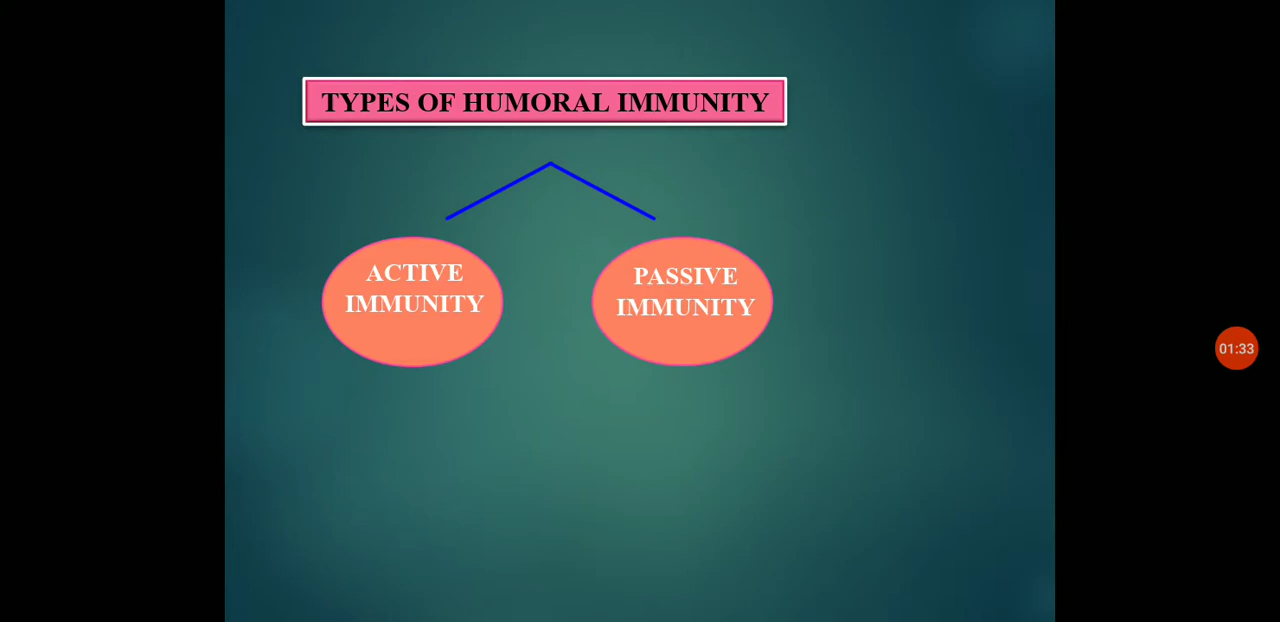 TYPES OF HUMORAL IMMUNITY
ACTIVE
IMMUNITY
PASSIVE
IMMUNITY
01:33